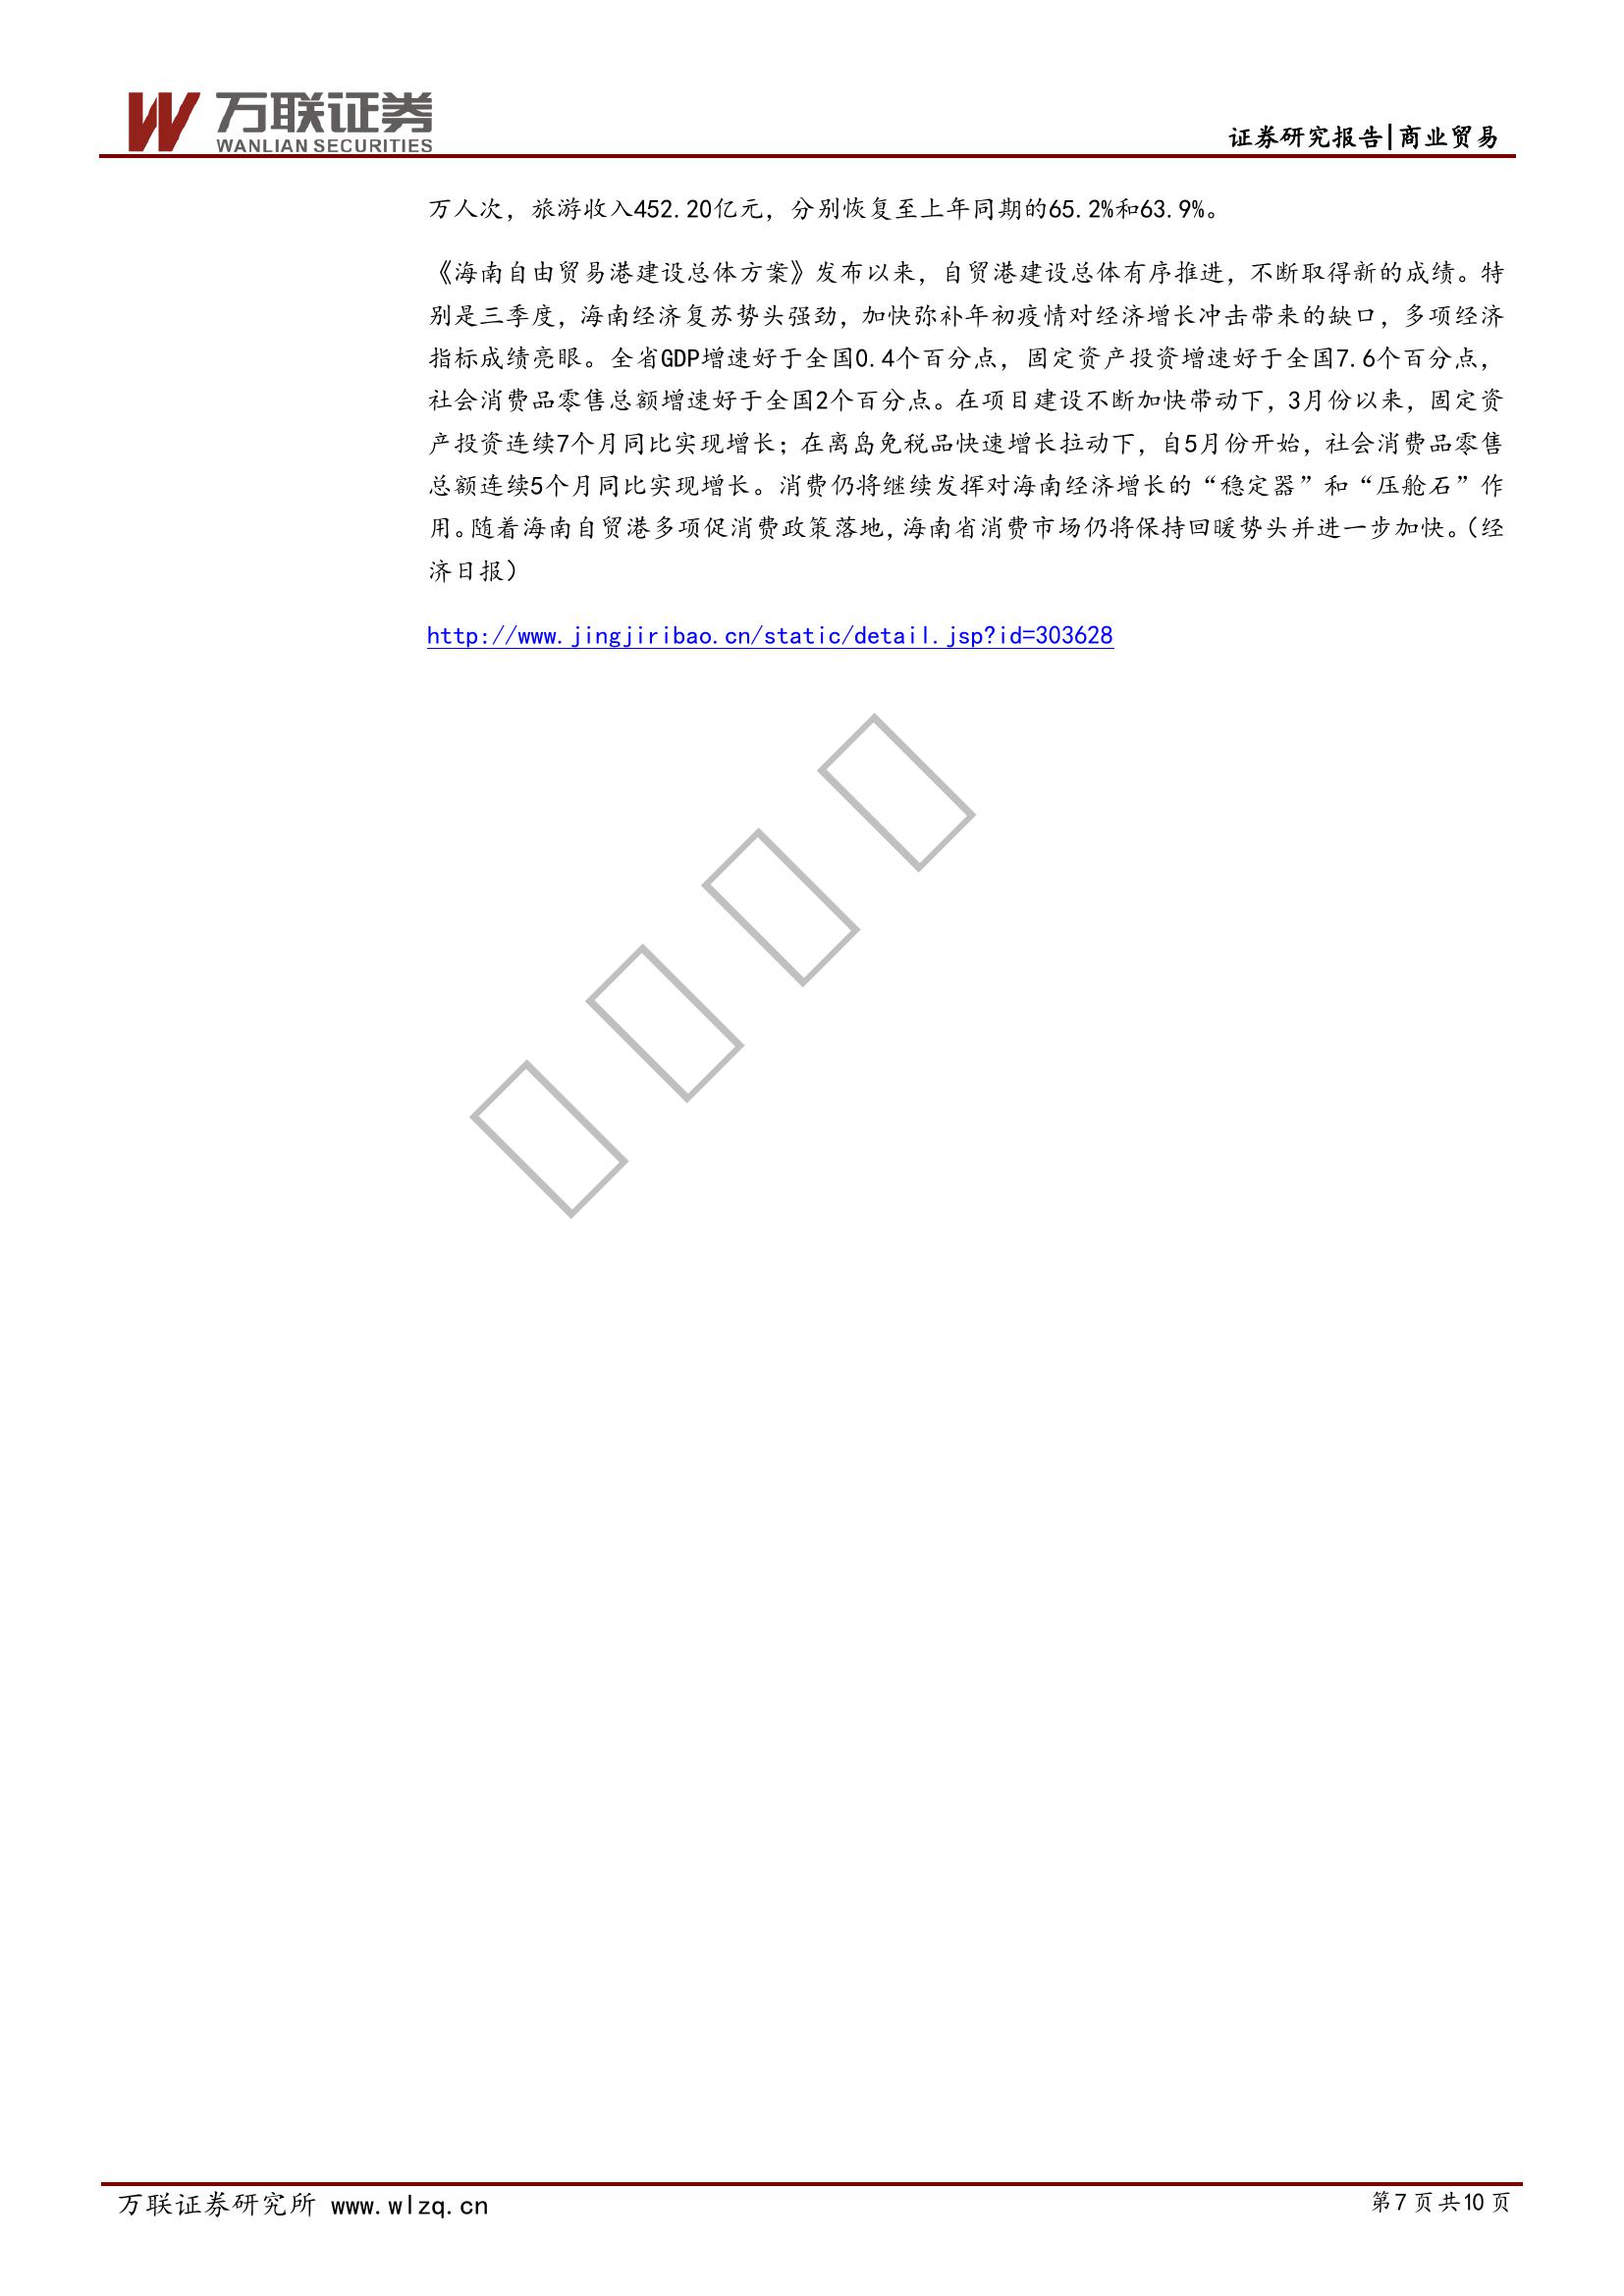 万联证券
WANLIAN SECURITIES
证券研究报告|商业贸易
万人次，旅游收入452.20亿元，分别恢复至上年同期的65.2%和63.9%。
《海南自由贸易港建设总体方案》发布以来，自贸港建设总体有序推进，不断取得新的成绩。特
别是三季度，海南经济复苏势头强劲，加快弥补年初疫情对经济增长冲击带来的缺口，多项经济
指标成绩亮眼。全省GDP增速好于全国0.4个百分点，固定资产投资增速好于全国7.6个百分点，
社会消费品零售总额增速好于全国2个百分点。在项目建设不断加快带动下，3月份以来，固定资
产投资连续7个月同比实现增长；在离岛免税品快速增长拉动下，自5月份开始，社会消费品零售
总额连续5个月同比实现增长。消费仍将继续发挥对海南经济增长的“稳定器”和“压舱石”作
用。随着海南自贸港多项促消费政策落地，海南省消费市场仍将保持回暖势头并进一步加快。（经
济日报）
http://www.jingjiribao.cn/static/detail.jsp?id=303628
万联证券研究所 www.wlzq.cn
第7页共10页